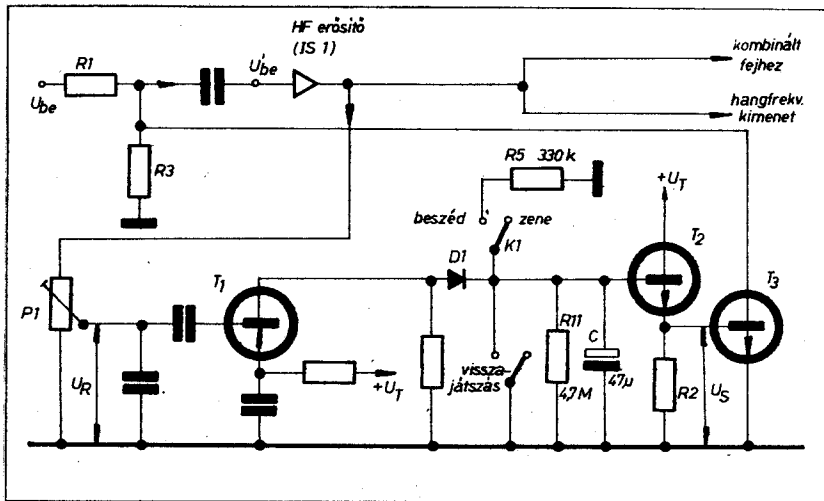 HF erősítő
(IS 1)
R1
U'be
Ube
kombinált
fejhez
hangfrekv.
kimenet
R3
R5 330k
+UT
beszéd
zene
K1
T2
D1
T1
T3
P1
R11
C
UR
+UT
vissza-
játszás
4,7M
47µ
R2
US